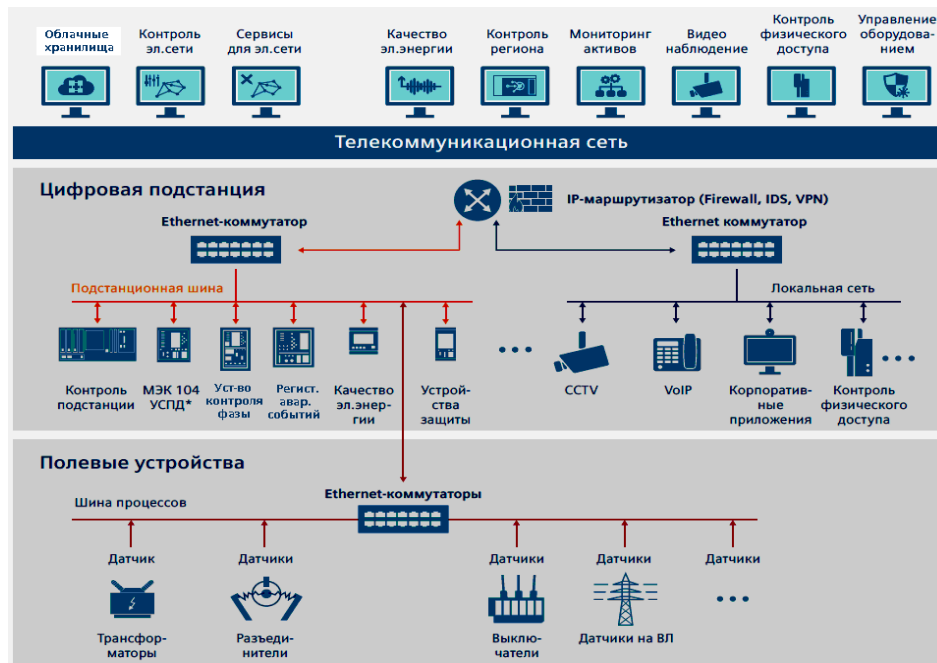 Облачные
хранилища
Контроль
эл.сети
Сервисы
для эл.сети
Качество
эл.энергии
Контроль
региона
Мониторинг
активов
Видео
наблюдение
Контроль
физического
доступа
Управление
оборудова-
нием
Телекоммуникационная сеть
Цифровая подстанция
IP-маршрутизатор (Firewall, IDS, VPN)
Ethernet-коммутатор
Ethernet коммутатор
Подстанционная шина
Локальная сеть
Контроль
подстанции
МЭК 104
УСПД*
Уст-во
контроля
фазы
Регист.
авар.
событий
Качество
эл.энер-
гии
Устрой-
ства
защиты
CCTV
VoIP
Корпоратив-
ные
приложения
Контроль
физического
доступа
Полевые устройства
Ethernet-коммутаторы
Шина процессов
Датчик
Датчики
Датчики
Датчики
Датчики
Трансфор-
маторы
Разъеди-
нители
Выклю-
чатели
Датчики на ВЛ